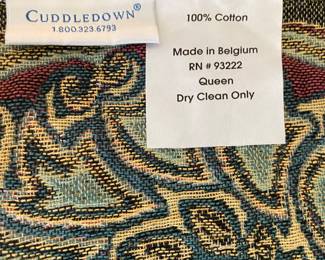 CUDDLEDOWN®
1.800.323.6793
100% Cotton
Made in Belgium
RN # 93222
Queen
Dry Clean Only